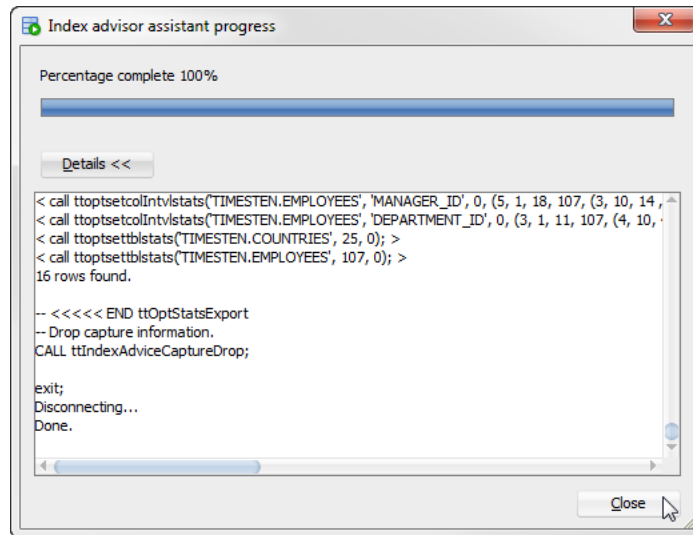 Index advisor assistant progress
Percentage complete 100%
Details <<
< call ttoptsetcolIntvlstats('TIMESTEN.EMPLOYEES', 'MANAGER_ID', 0, (5, 1, 18, 107, (3, 10, 14 ,
< call ttoptsetcolIntvlstats('TIMESTEN.EMPLOYEES', 'DEPARTMENT_ID', 0, (3, 1, 11, 107, (4, 10,
< call ttoptsettblstats('TIMESTEN.COUNTRIES', 25, 0); >
< call ttoptsettblstats('TIMESTEN.EMPLOYEES', 107, 0); >
16 rows found.
-- <<<<< END ttOptStatsExport
-- Drop capture information.
CALL ttIndexAdviceCaptureDrop;
exit;
Disconnecting...
Done.
Close